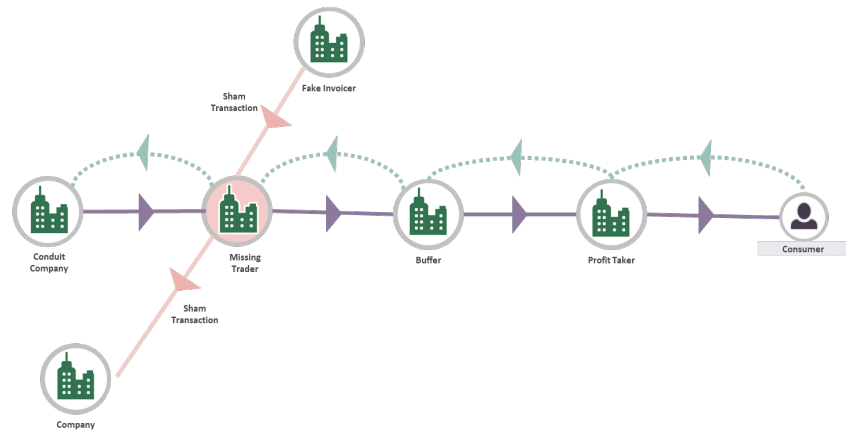 Fake Invoicer
Sham
Transaction
Conduit
Company
Missing
Trader
Buffer
Profit Taker
Consumer
Sham
Transaction
Company